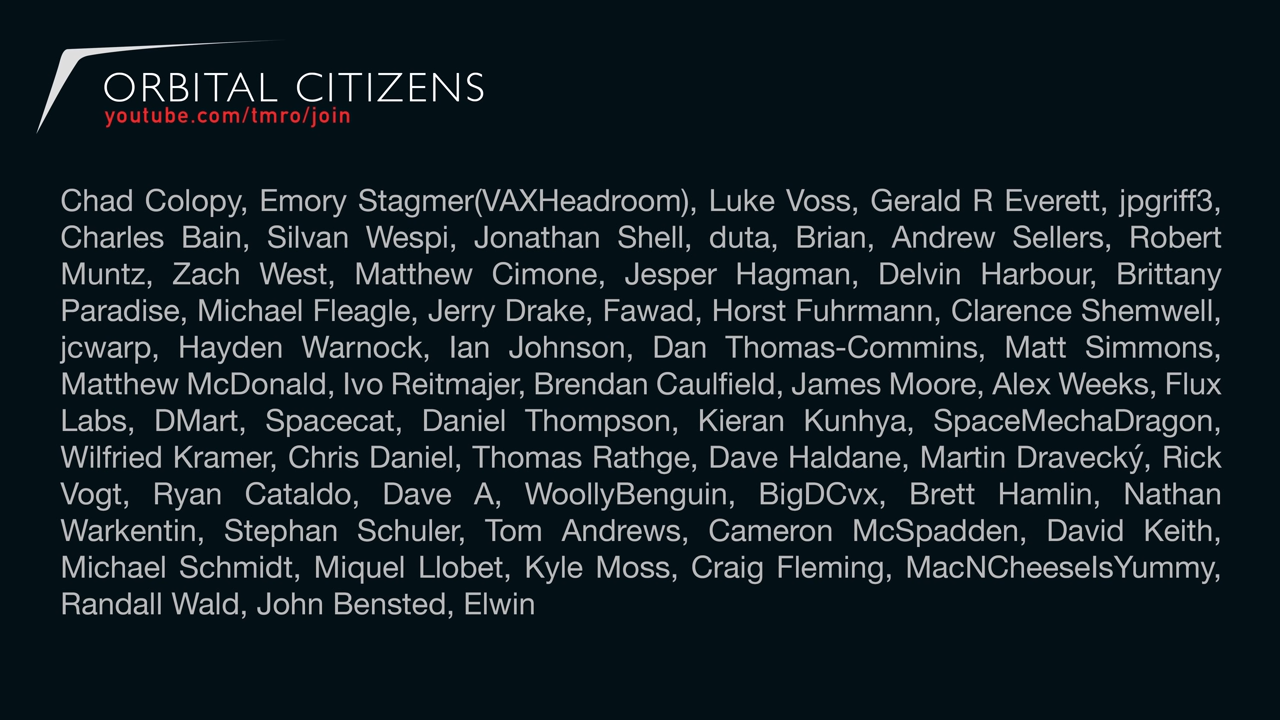 ORBITAL CITIZENS
youtube.com/tmro/join
Chad Colopy, Emory Stagmer(VAXHeadroom), Luke Voss, Gerald R Everett, jpgriff3,
Charles Bain, Silvan Wespi, Jonathan Shell, duta, Brian, Andrew Sellers, Robert
Muntz, Zach West, Matthew Cimone, Jesper Hagman, Delvin Harbour, Brittany
Paradise, Michael Fleagle, Jerry Drake, Fawad, Horst Fuhrmann, Clarence Shemwell,
jcwarp, Hayden Warnock, Ian Johnson, Dan Thomas-Commins, Matt Simmons,
Matthew McDonald, Ivo Reitmajer, Brendan Caulfield, James Moore, Alex Weeks, Flux
Labs, DMart, Spacecat, Daniel Thompson, Kieran Kunhya, SpaceMechaDragon,
Wilfried Kramer, Chris Daniel, Thomas Rathge, Dave Haldane, Martin Dravecký, Rick
Vogt, Ryan Cataldo, Dave A, WoollyBenguin, BigDCvx, Brett Hamlin, Nathan
Warkentin, Stephan Schuler, Tom Andrews, Cameron McSpadden, David Keith,
Michael Schmidt, Miquel Llobet, Kyle Moss, Craig Fleming, MacNCheeseIsYummy,
Randall Wald, John Bensted, Elwin